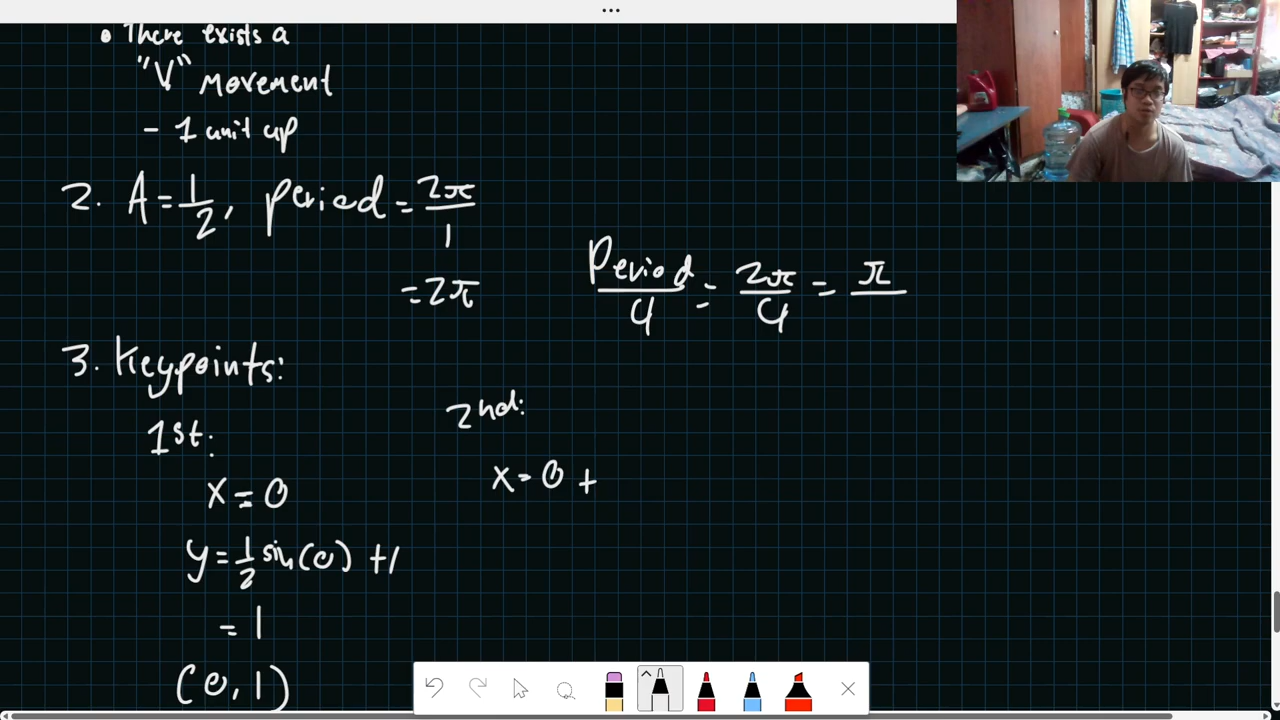 • There exists a
"V" Movement
- 1 unit up
2. A = 1/2, period = 2π/1
= 2π
Period/4 = 2π/4 = π/
3. Keypoints:
1st:
x = 0
y = 1/2 sin(0) + 1
= 1
(0, 1)
2nd:
x = 0 +